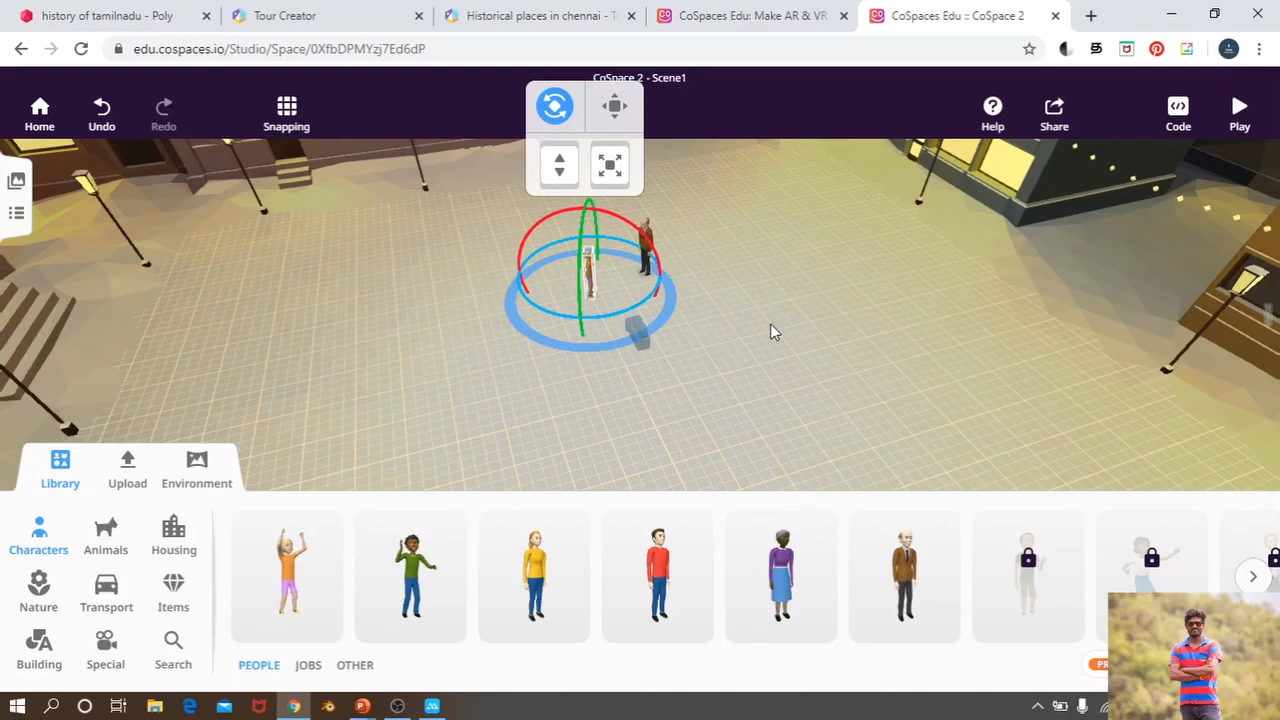 history of tamilnadu - Poly
Tour Creator
Historical places in chennai - To
CoSpaces Edu: Make AR & VR
CoSpaces Edu :: CoSpace 2
edu.cospaces.io/Studio/Space/0XfbDPMYzj7Ed6dP
CoSpace 2 - Scene1
Home
Undo
Redo
Snapping
Help
Share
Code
Play
Library
Upload
Environment
Characters
Animals
Housing
Nature
Transport
Items
Building
Special
Search
PEOPLE
JOBS
OTHER